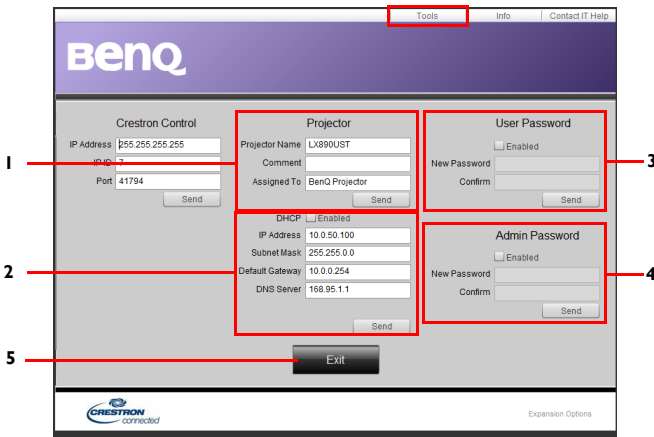 Tools Info Contact IT Help
BenQ
Crestron Control
IP Address 255.255.255.255
IP ID 7
Port 41794
Send
Projector
Projector Name LX890UST
Comment
Assigned To BenQ Projector
Send
DHCP Enabled
IP Address 10.0.50.100
Subnet Mask 255.255.0.0
Default Gateway 10.0.0.254
DNS Server 168.95.1.1
Send
User Password
Enabled
New Password
Confirm
Send
Admin Password
Enabled
New Password
Confirm
Send
1
2
3
4
5
Exit
CRESTRON
connected
Expansion Options